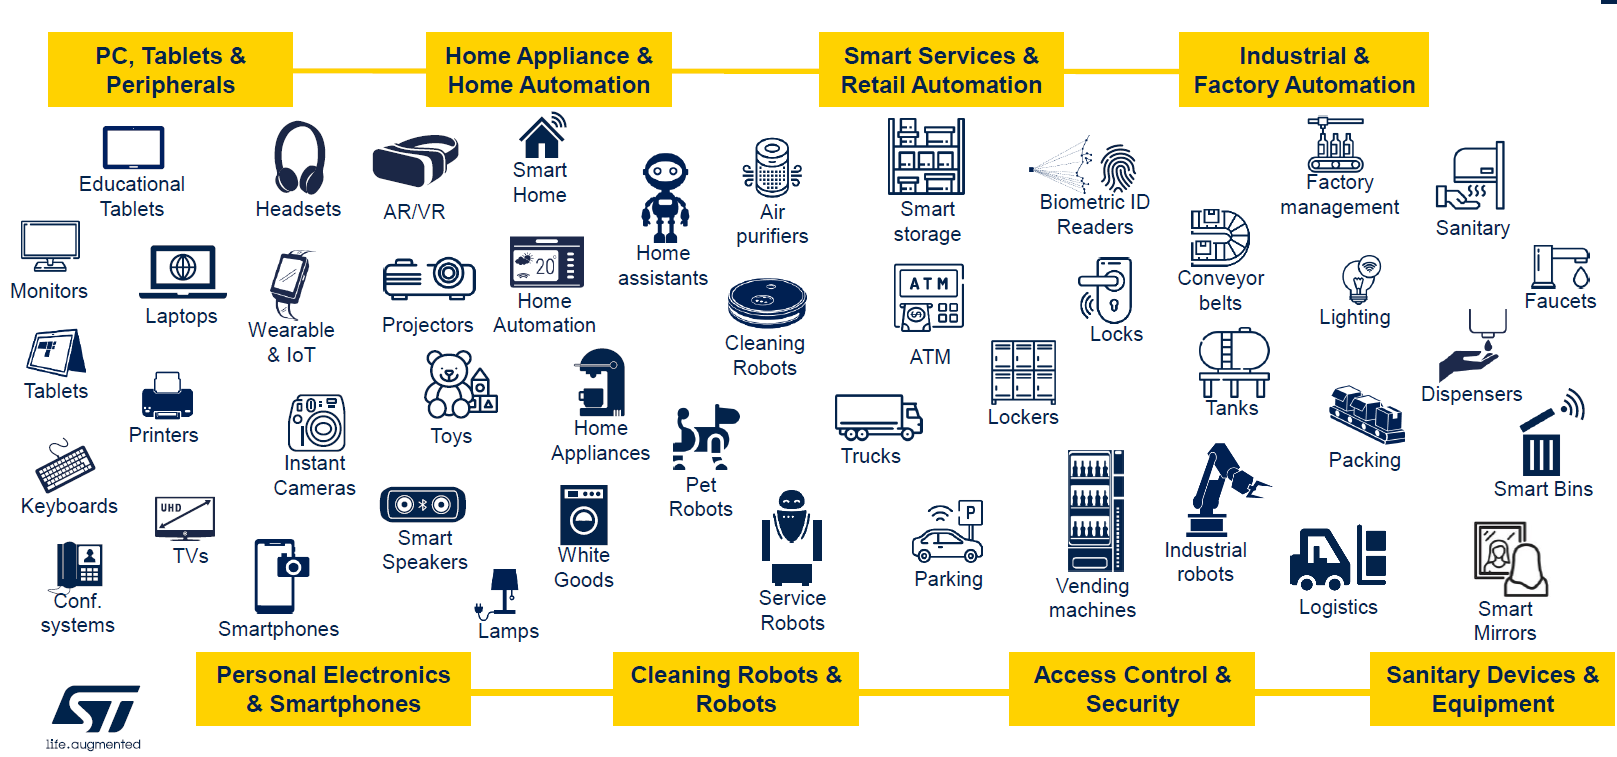 PC, Tablets &
Peripherals
Home Appliance &
Home Automation
Smart Services &
Retail Automation
Industrial &
Factory Automation
Educational
Tablets
Headsets
AR/VR
Smart
Home
Home
assistants
Air
purifiers
Smart
storage
Biometric ID
Readers
Factory
management
Sanitary
Monitors
Laptops
Wearable
& IoT
Projectors
20°
Home
Automation
Cleaning
Robots
ATM
ATM
Locks
Conveyor
belts
Lighting
Faucets
Tablets
Printers
Instant
Cameras
Toys
Home
Appliances
Pet
Robots
Trucks
Lockers
Tanks
Packing
Dispensers
Smart Bins
Keyboards
UHD
TVs
Smart
Speakers
White
Goods
Service
Robots
P
Parking
Vending
machines
Industrial
robots
Logistics
Smart
Mirrors
Conf.
systems
Smartphones
Lamps
Personal Electronics
& Smartphones
Cleaning Robots &
Robots
Access Control &
Security
Sanitary Devices &
Equipment
ST
life.augmented